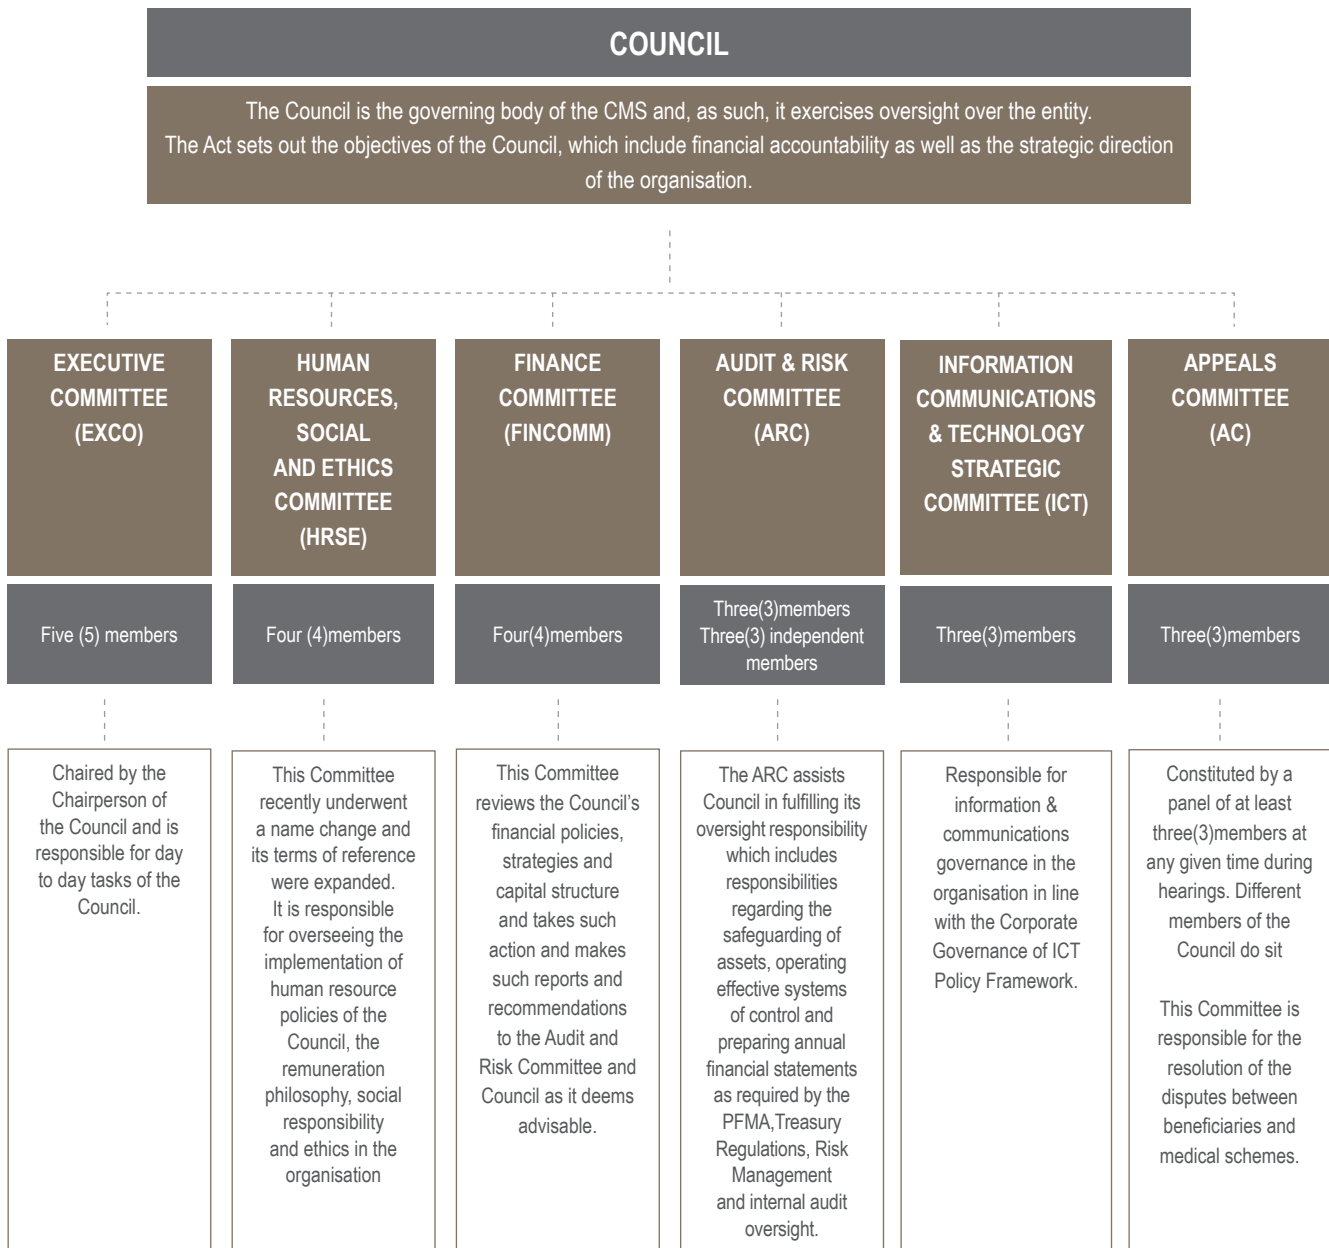 COUNCIL
The Council is the governing body of the CMS and, as such, it exercises oversight over the entity.
The Act sets out the objectives of the Council, which include financial accountability as well as the strategic direction
of the organisation.
EXECUTIVE
COMMITTEE
(EXCO)
Five (5) members
Chaired by the
Chairperson of
the Council and is
responsible for day
to day tasks of the
Council.
HUMAN
RESOURCES,
SOCIAL
AND ETHICS
COMMITTEE
(HRSE)
Four (4)members
This Committee
recently underwent
a name change and
its terms of reference
were expanded.
It is responsible
for overseeing the
implementation of
human resource
policies of the
Council, the
remuneration
philosophy, social
responsibility
and ethics in the
organisation
FINANCE
COMMITTEE
(FINCOMM)
Four(4)members
This Committee
reviews the Council's
financial policies,
strategies and
capital structure
and takes such
action and makes
such reports and
recommendations
to the Audit and
Risk Committee and
Council as it deems
advisable.
AUDIT & RISK
COMMITTEE
(ARC)
Three(3)members
Three(3) independent
members
The ARC assists
Council in fulfilling its
oversight responsibility
which includes
responsibilities
regarding the
safeguarding of
assets, operating
effective systems
of control and
preparing annual
financial statements
as required by the
PFMA,Treasury
Regulations, Risk
Management
and internal audit
oversight.
INFORMATION
COMMUNICATIONS
& TECHNOLOGY
STRATEGIC
COMMITTEE (ICT)
Three(3)members
Responsible for
information &
communications
governance in the
organisation in line
with the Corporate
Governance of ICT
Policy Framework.
APPEALS
COMMITTEE
(AC)
Three(3)members
Constituted by a
panel of at least
three(3)members at
any given time during
hearings. Different
members of the
Council do sit
This Committee is
responsible for the
resolution of the
disputes between
beneficiaries and
medical schemes.